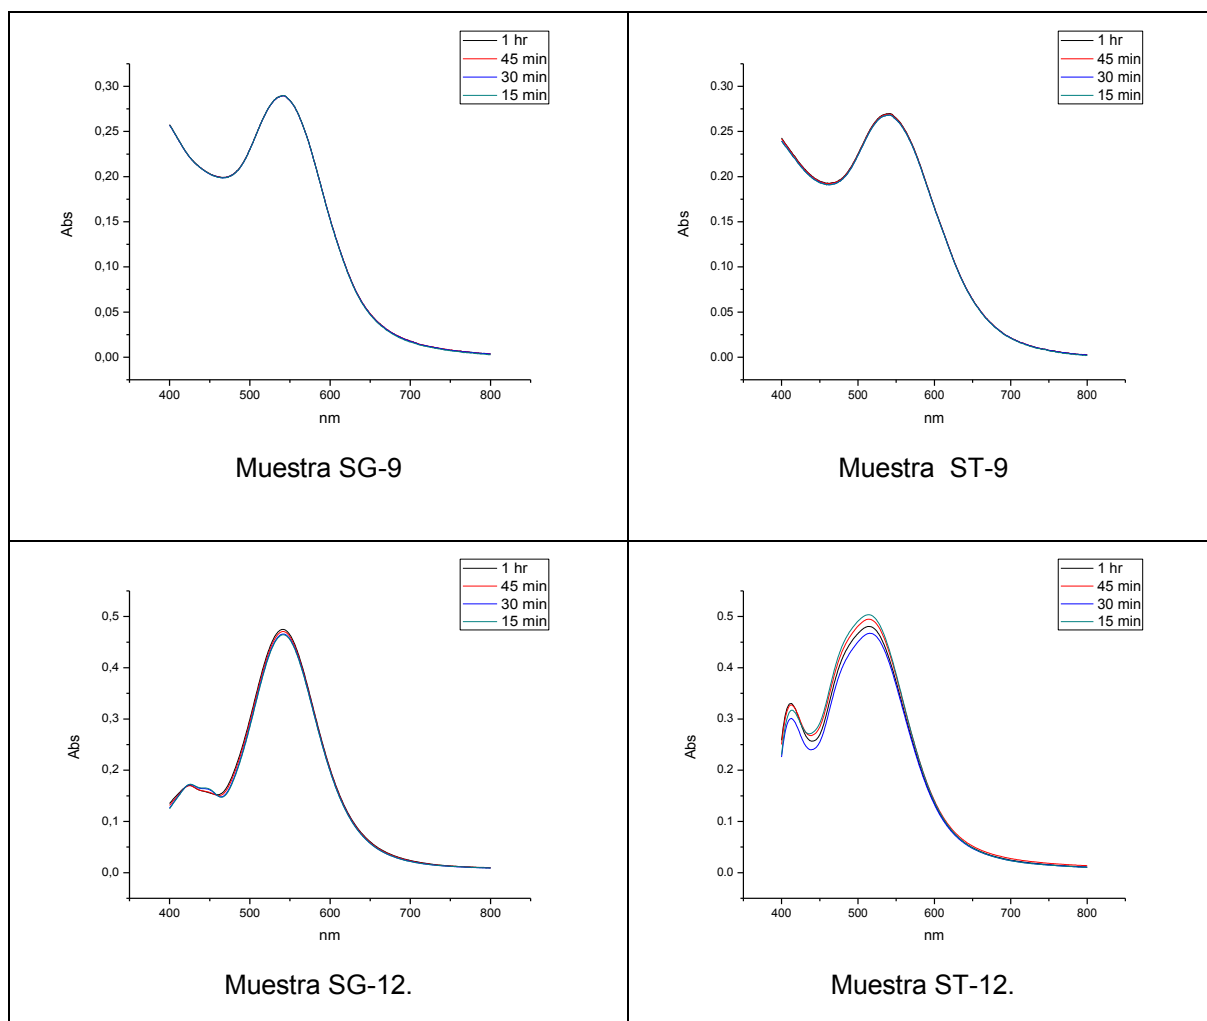 1 hr
45 min
30 min
15 min
0,30
0,25
0,20
0,15
0,10
0,05
0,00
Abs
400 500 600 700 800
nm
Muestra SG-9
1 hr
45 min
30 min
15 min
0.30
0.25
0.20
0.15
0.10
0.05
0.00
Abs
400 500 600 700 800
nm
Muestra ST-9
1 hr
45 min
30 min
15 min
0,5
0,4
0,3
0,2
0,1
0,0
Abs
400 500 600 700 800
nm
Muestra SG-12.
1 hr
45 min
30 min
15 min
0.5
0.4
0.3
0.2
0.1
0.0
Abs
400 500 600 700 800
nm
Muestra ST-12.